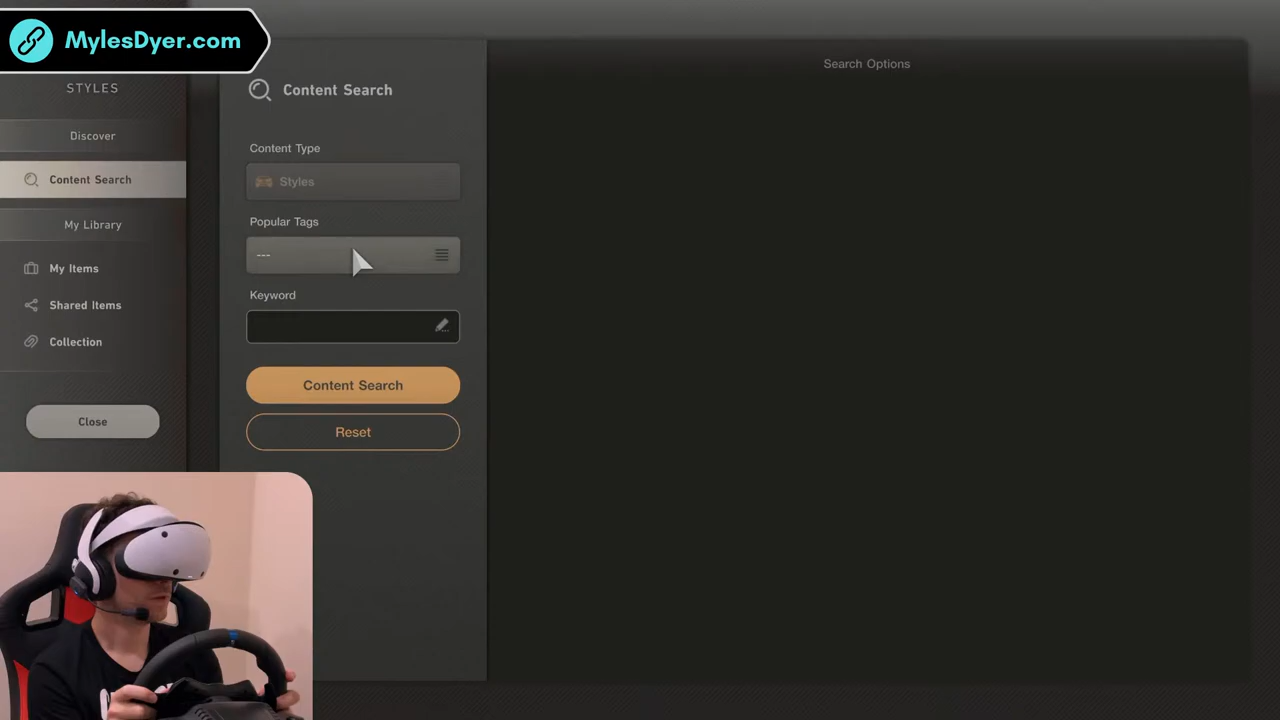 MylesDyer.com
STYLES
Discover
Content Search
My Library
My Items
Shared Items
Collection
Close
Content Search
Content Type
Styles
Popular Tags
---
Keyword
Content Search
Reset
Search Options